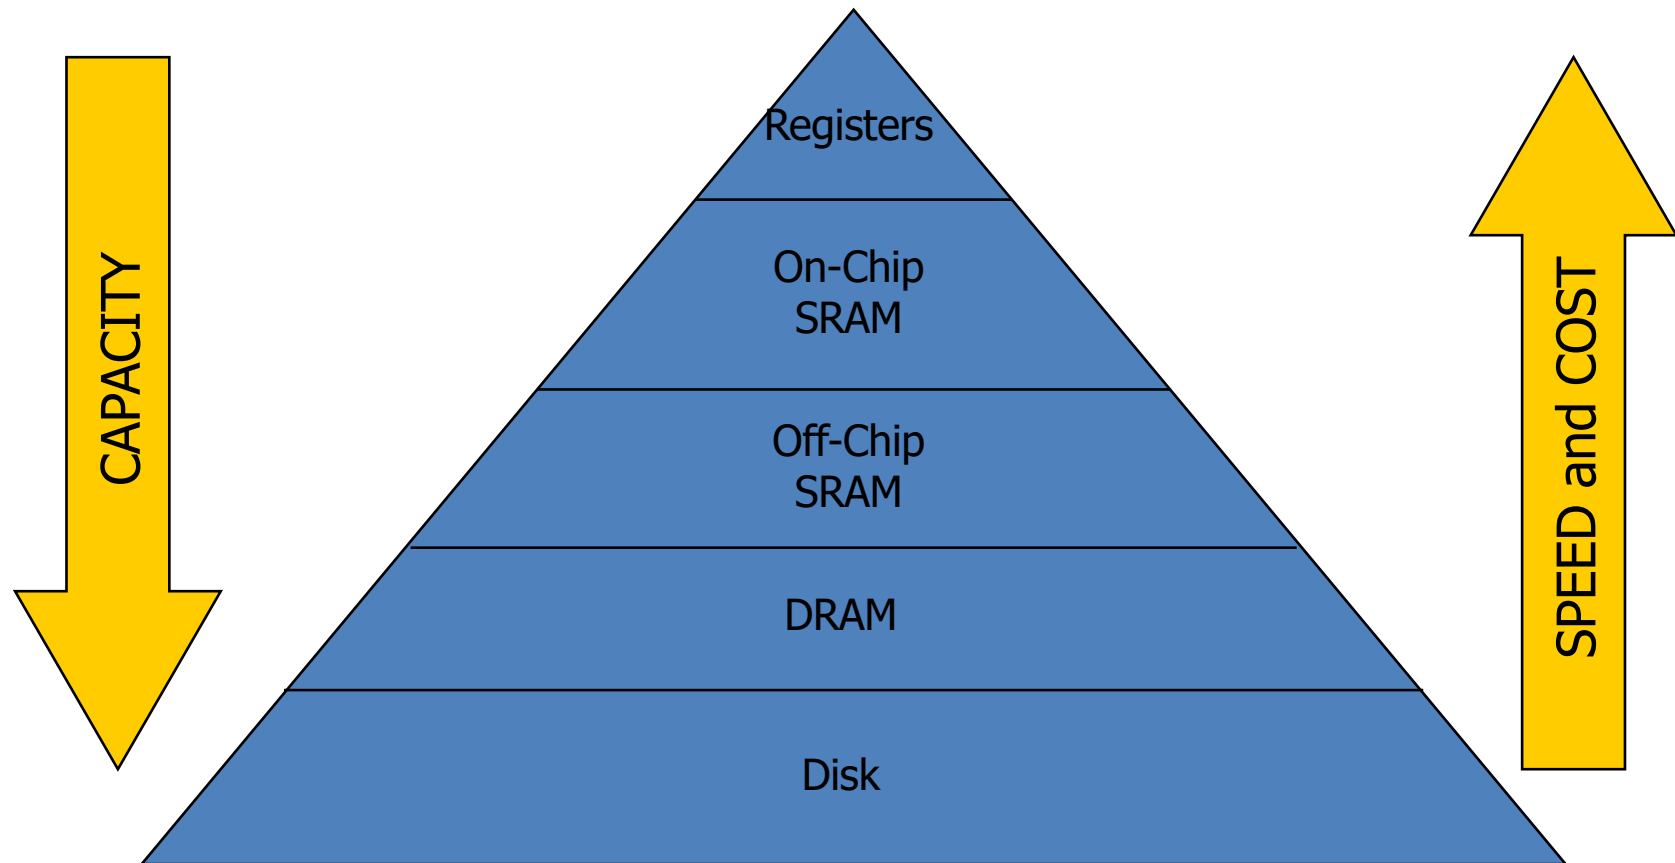 Registers
On-Chip
SRAM
Off-Chip
SRAM
DRAM
Disk
CAPACITY
SPEED and COST